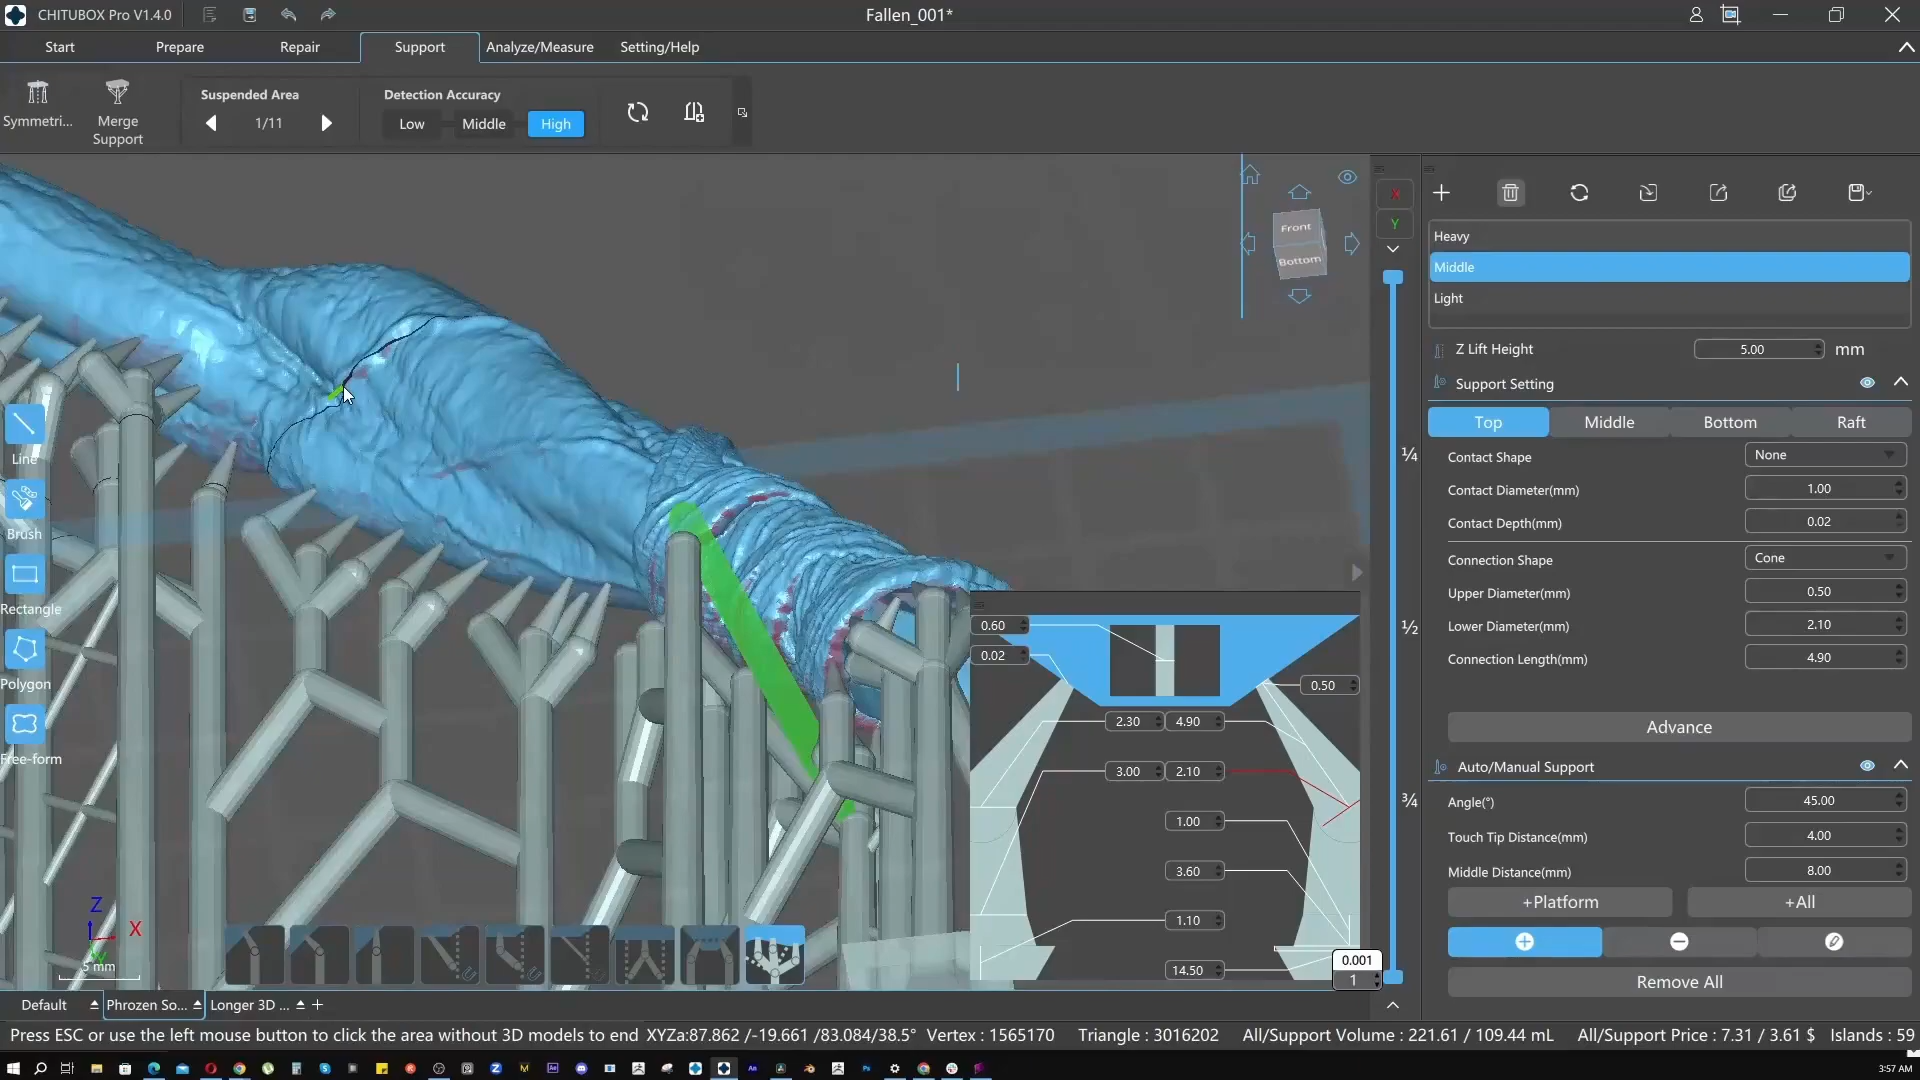 CHITUBOX Pro V1.4.0
Fallen_001*
Start
Prepare
Repair
Support
Analyze/Measure
Setting/Help
Symmetri...
Merge
Support
Suspended Area
1/11
Detection Accuracy
Low
Middle
High
Front
Bottom
X
Y
Heavy
Middle
Light
Z Lift Height
5.00
mm
Support Setting
Top
Middle
Bottom
Raft
Contact Shape
None
Contact Diameter(mm)
1.00
Contact Depth(mm)
0.02
Connection Shape
Cone
Upper Diameter(mm)
0.50
Lower Diameter(mm)
2.10
Connection Length(mm)
4.90
Advance
Auto/Manual Support
Angle(°)
45.00
Touch Tip Distance(mm)
4.00
Middle Distance(mm)
8.00
+Platform
+All
Remove All
Line
Brush
Rectangle
Polygon
Free-form
¼
½
¾
0.60
0.02
0.50
2.30
4.90
3.00
2.10
1.00
3.60
1.10
14.50
0.001
1
Z
X
5 mm
Default
Phrozen So...
Longer 3D ...
Press ESC or use the left mouse button to click the area without 3D models to end
XYZa:87.862 /-19.661 /83.084/38.5°
Vertex : 1565170
Triangle : 3016202
All/Support Volume : 221.61 / 109.44 mL
All/Support Price : 7.31 / 3.61 $
Islands : 59
3:57 AM